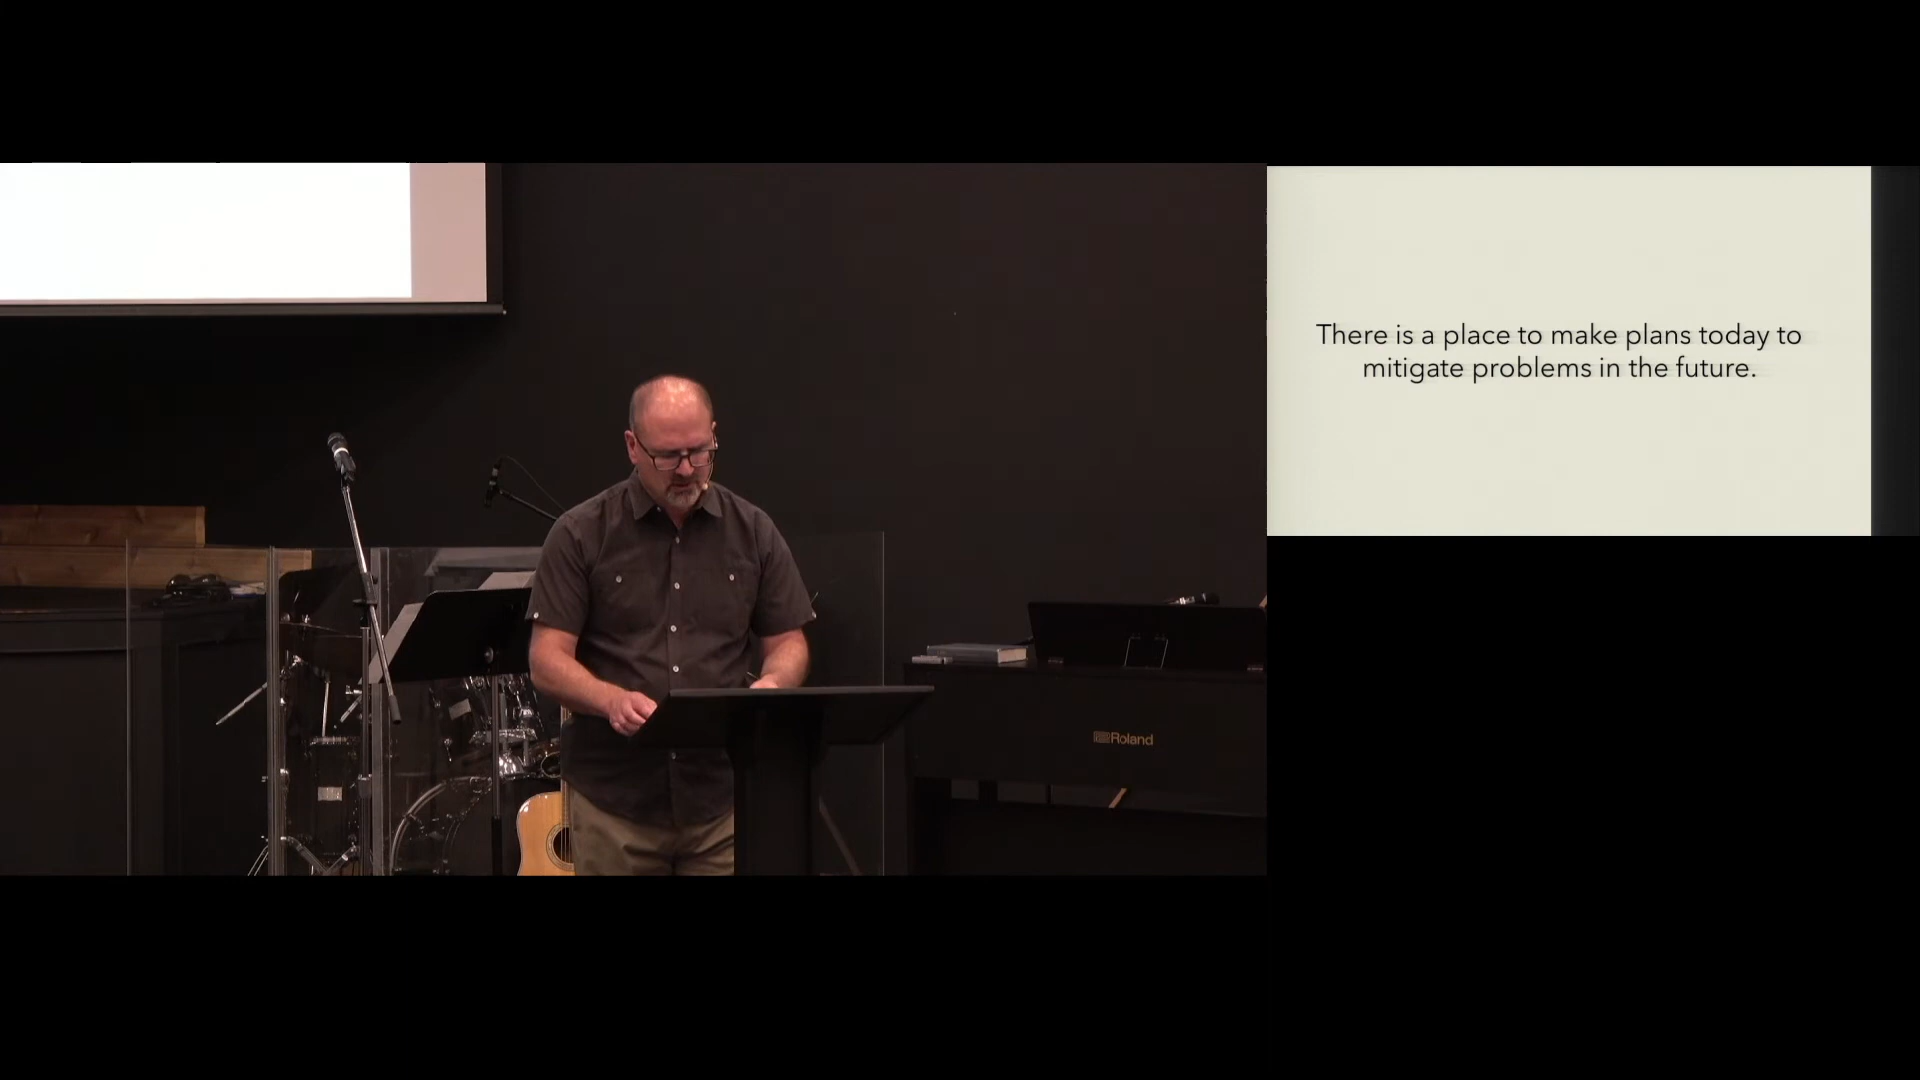 There is a place to make plans today to
mitigate problems in the future.
Roland